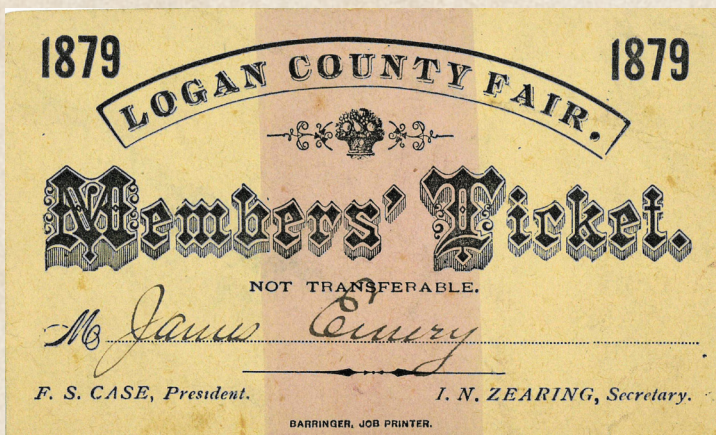 1879 1879
LOGAN COUNTY FAIR.
Members' Ticket.
NOT TRANSFERABLE.
M James Emery
F. S. CASE, President. I. N. ZEARING, Secretary.
BARRINGER, JOB PRINTER.